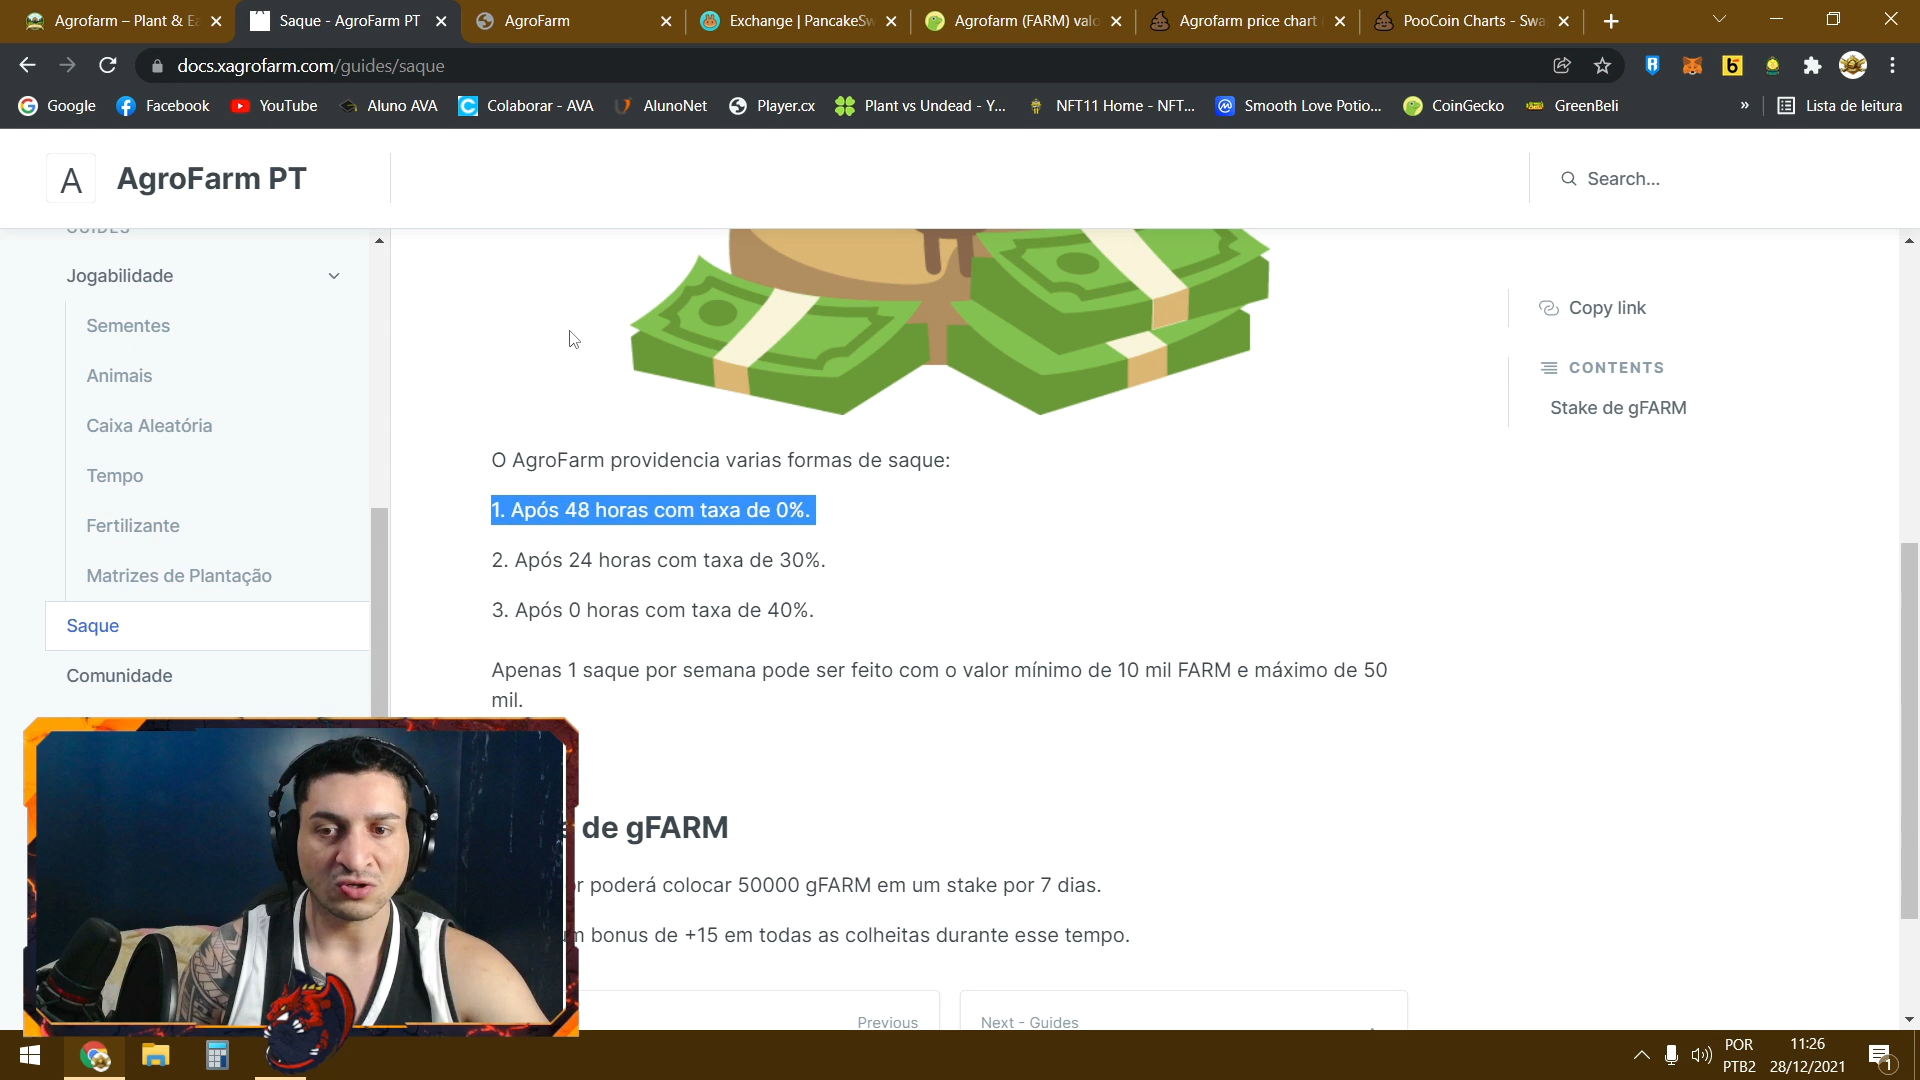 Agrofarm – Plant & Ea
Saque - AgroFarm PT
AgroFarm
Exchange | PancakeSw
Agrofarm (FARM) valo
Agrofarm price chart
PooCoin Charts - Swa
docs.xagrofarm.com/guides/saque
Google
Facebook
YouTube
Aluno AVA
Colaborar - AVA
AlunoNet
Player.cx
Plant vs Undead - Y...
NFT11 Home - NFT...
Smooth Love Potio...
CoinGecko
GreenBeli
»
Lista de leitura
A
AgroFarm PT
Search...
GUIDES
Jogabilidade
Sementes
Animais
Caixa Aleatória
Tempo
Fertilizante
Matrizes de Plantação
Saque
Comunidade
O AgroFarm providencia varias formas de saque:
1. Após 48 horas com taxa de 0%.
2. Após 24 horas com taxa de 30%.
3. Após 0 horas com taxa de 40%.
Apenas 1 saque por semana pode ser feito com o valor mínimo de 10 mil FARM e máximo de 50
mil.
de gFARM
r poderá colocar 50000 gFARM em um stake por 7 dias.
m bonus de +15 em todas as colheitas durante esse tempo.
Previous
Next - Guides
Copy link
CONTENTS
Stake de gFARM
POR
PTB2
11:26
28/12/2021
1